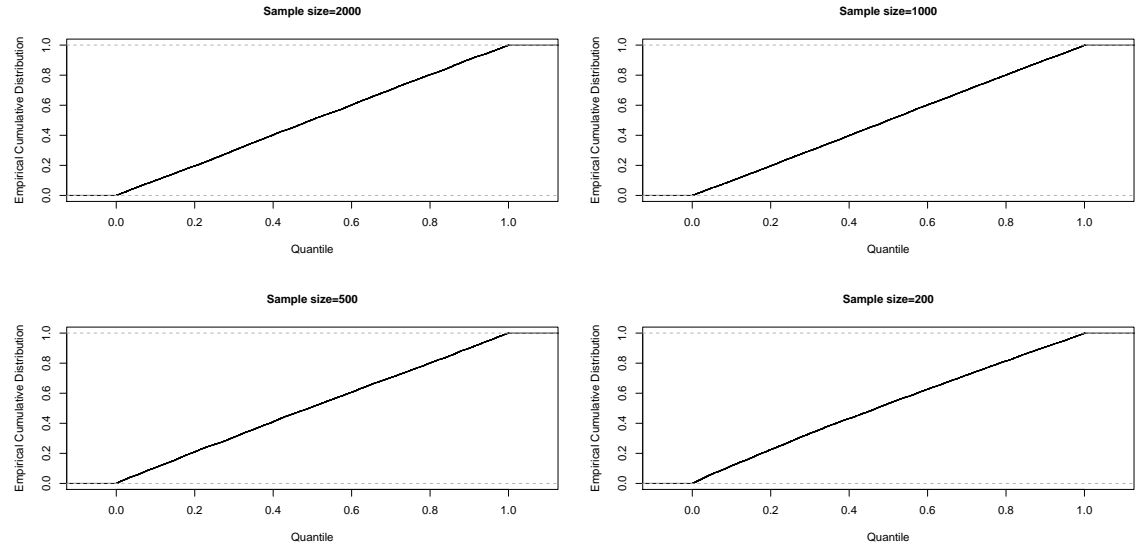 Sample size=2000
Empirical Cumulative Distribution
0.0 0.2 0.4 0.6 0.8 1.0
0.0 0.2 0.4 0.6 0.8 1.0
Quantile
Sample size=1000
Empirical Cumulative Distribution
0.0 0.2 0.4 0.6 0.8 1.0
0.0 0.2 0.4 0.6 0.8 1.0
Quantile
Sample size=500
Empirical Cumulative Distribution
0.0 0.2 0.4 0.6 0.8 1.0
0.0 0.2 0.4 0.6 0.8 1.0
Quantile
Sample size=200
Empirical Cumulative Distribution
0.0 0.2 0.4 0.6 0.8 1.0
0.0 0.2 0.4 0.6 0.8 1.0
Quantile